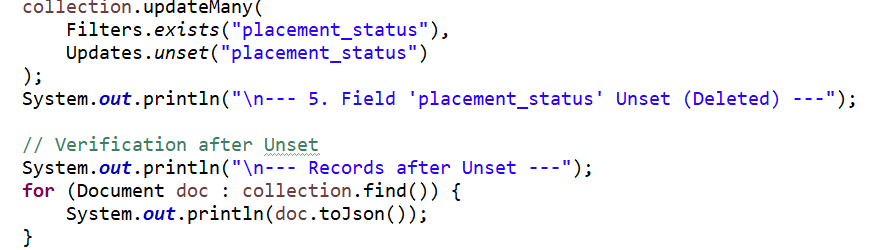 collection.updateMany(
    Filters.exists("placement_status"),
    Updates.unset("placement_status")
);
System.out.println("\n--- 5. Field 'placement_status' Unset (Deleted) ---");
// Verification after Unset
System.out.println("\n--- Records after Unset ---");
for (Document doc : collection.find()) {
    System.out.println(doc.toJson());
}